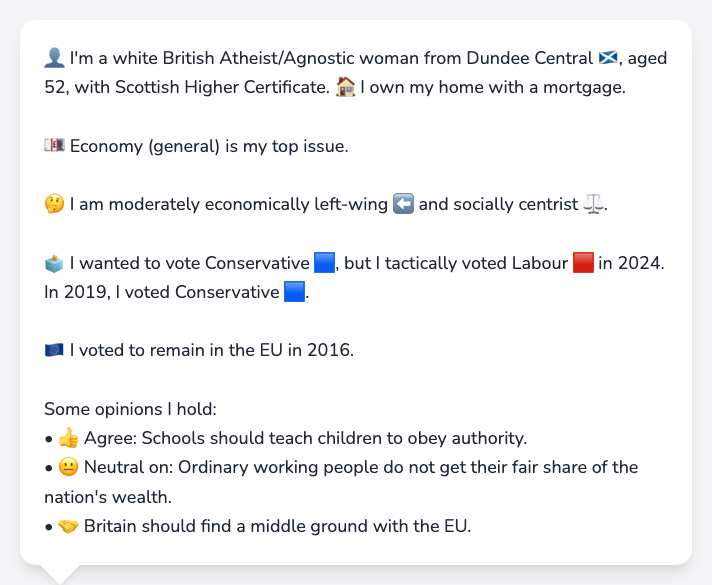 👤 I'm a white British Atheist/Agnostic woman from Dundee Central 🏴󠁧󠁢󠁳󠁣󠁴󠁿, aged
52, with Scottish Higher Certificate. 🏠 I own my home with a mortgage.
💷 Economy (general) is my top issue.
🤔 I am moderately economically left-wing ⬅️ and socially centrist ⚖️.
🗳️ I wanted to vote Conservative 🟦, but I tactically voted Labour 🟥 in 2024.
In 2019, I voted Conservative 🟦.
🇪🇺 I voted to remain in the EU in 2016.
Some opinions I hold:
• 👍 Agree: Schools should teach children to obey authority.
• 😐 Neutral on: Ordinary working people do not get their fair share of the
nation's wealth.
• 🤝 Britain should find a middle ground with the EU.